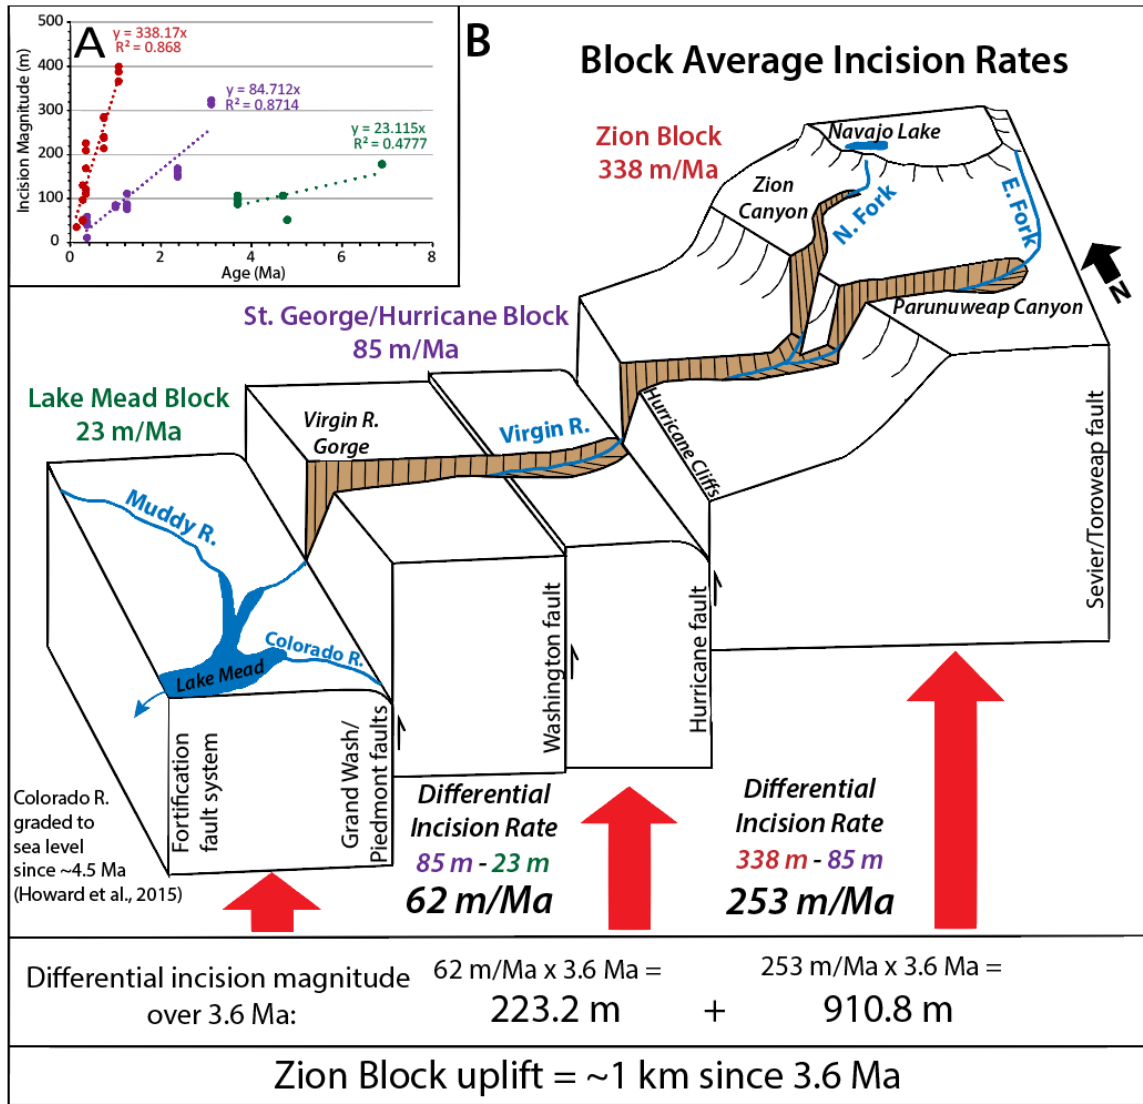 A
500
400
300
200
100
0
0
2
4
6
8
Incision Magnitude (m)
Age (Ma)
y = 338.17x
R² = 0.868
y = 84.712x
R² = 0.8714
y = 23.115x
R² = 0.4777
B
Block Average Incision Rates
Zion Block
338 m/Ma
Navajo Lake
Zion
Canyon
N. Fork
E. Fork
N
Parunuweap Canyon
St. George/Hurricane Block
85 m/Ma
Lake Mead Block
23 m/Ma
Virgin R.
Gorge
Virgin R.
Hurricane Cliffs
Muddy R.
Colorado R.
Lake Mead
Fortification
fault system
Grand Wash/
Piedmont faults
Washington fault
Hurricane fault
Sevier/Toroweap fault
Colorado R.
graded to
sea level
since ~4.5 Ma
(Howard et al., 2015)
Differential
Incision Rate
85 m - 23 m
62 m/Ma
Differential
Incision Rate
338 m - 85 m
253 m/Ma
Differential incision magnitude
over 3.6 Ma:
62 m/Ma x 3.6 Ma =
223.2 m
+
253 m/Ma x 3.6 Ma =
910.8 m
Zion Block uplift = ~1 km since 3.6 Ma